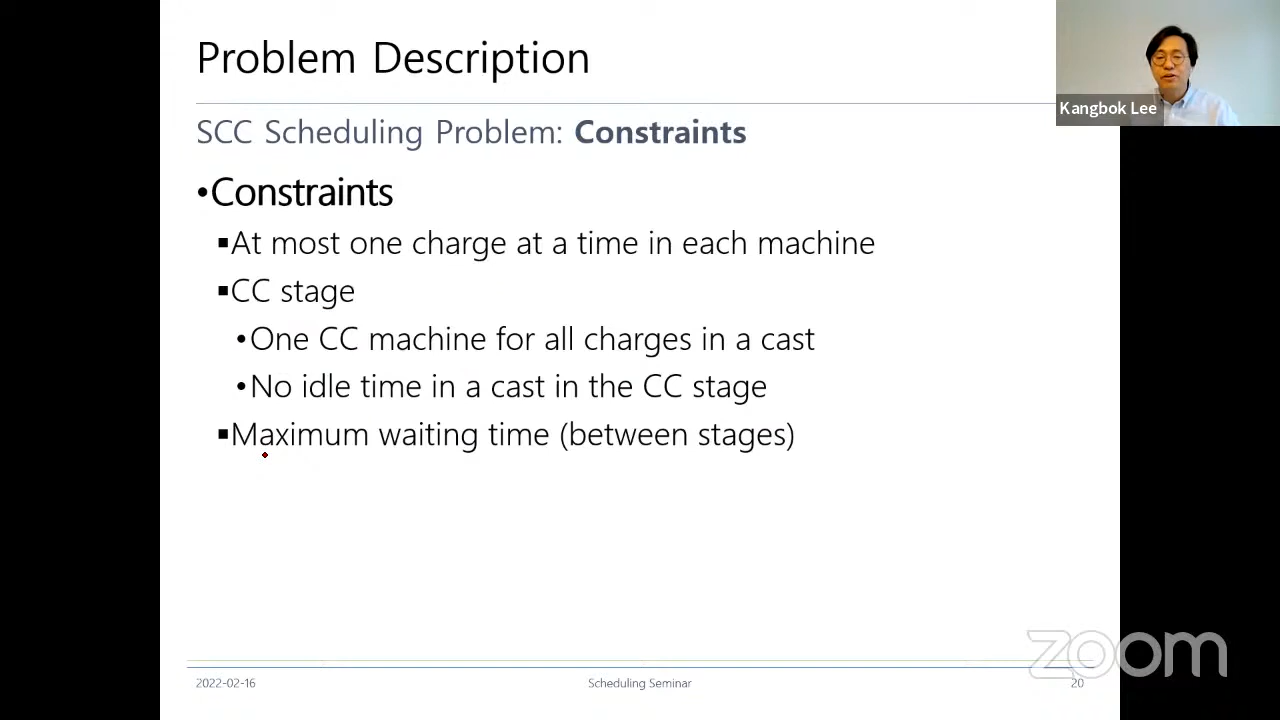 Problem Description
Kangbok Lee
SCC Scheduling Problem: Constraints
•Constraints
▪At most one charge at a time in each machine
▪CC stage
•One CC machine for all charges in a cast
•No idle time in a cast in the CC stage
▪Maximum waiting time (between stages)
zoom
2022-02-16
Scheduling Seminar
20